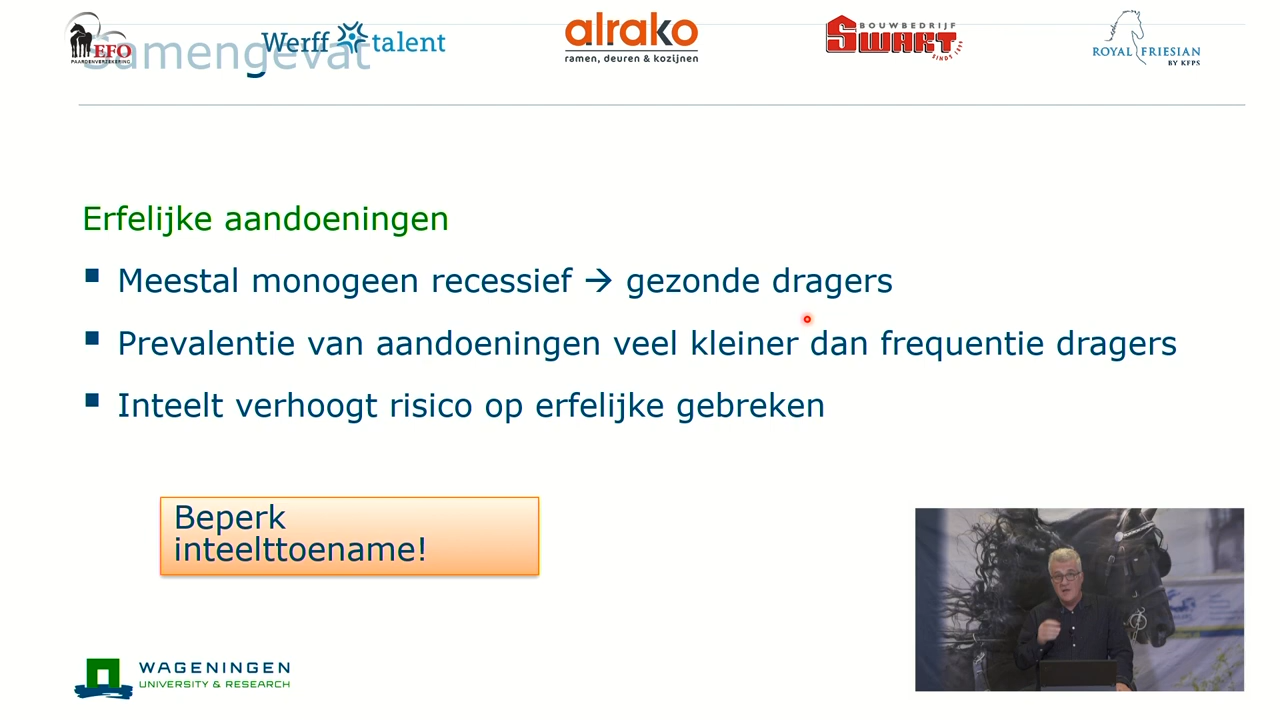 Samengevat
EFO
PAARDENVERZEKERING
Werff talent
alrako
ramen, deuren & kozijnen
BOUWBEDRIJF
SWART
SINDS 1889
ROYAL FRIESIAN
BY KFPS
Erfelijke aandoeningen
Meestal monogeen recessief → gezonde dragers
Prevalentie van aandoeningen veel kleiner dan frequentie dragers
Inteelt verhoogt risico op erfelijke gebreken
Beperk
inteelttoename!
WAGENINGEN
UNIVERSITY & RESEARCH